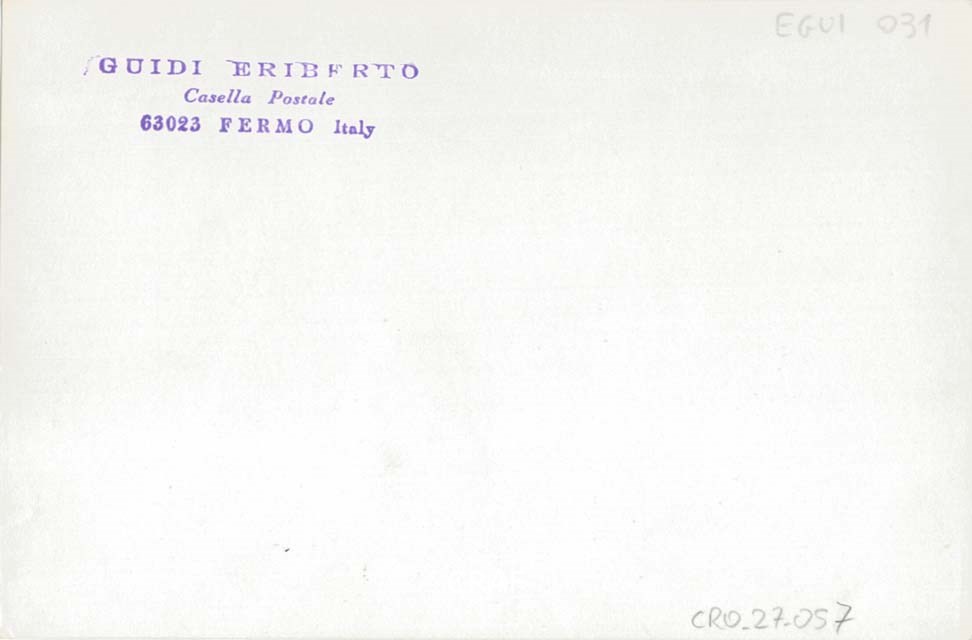 EGUI 031
GUIDI ERIBERTO
Casella Postale
63023 FERMO Italy
CRO_27-057